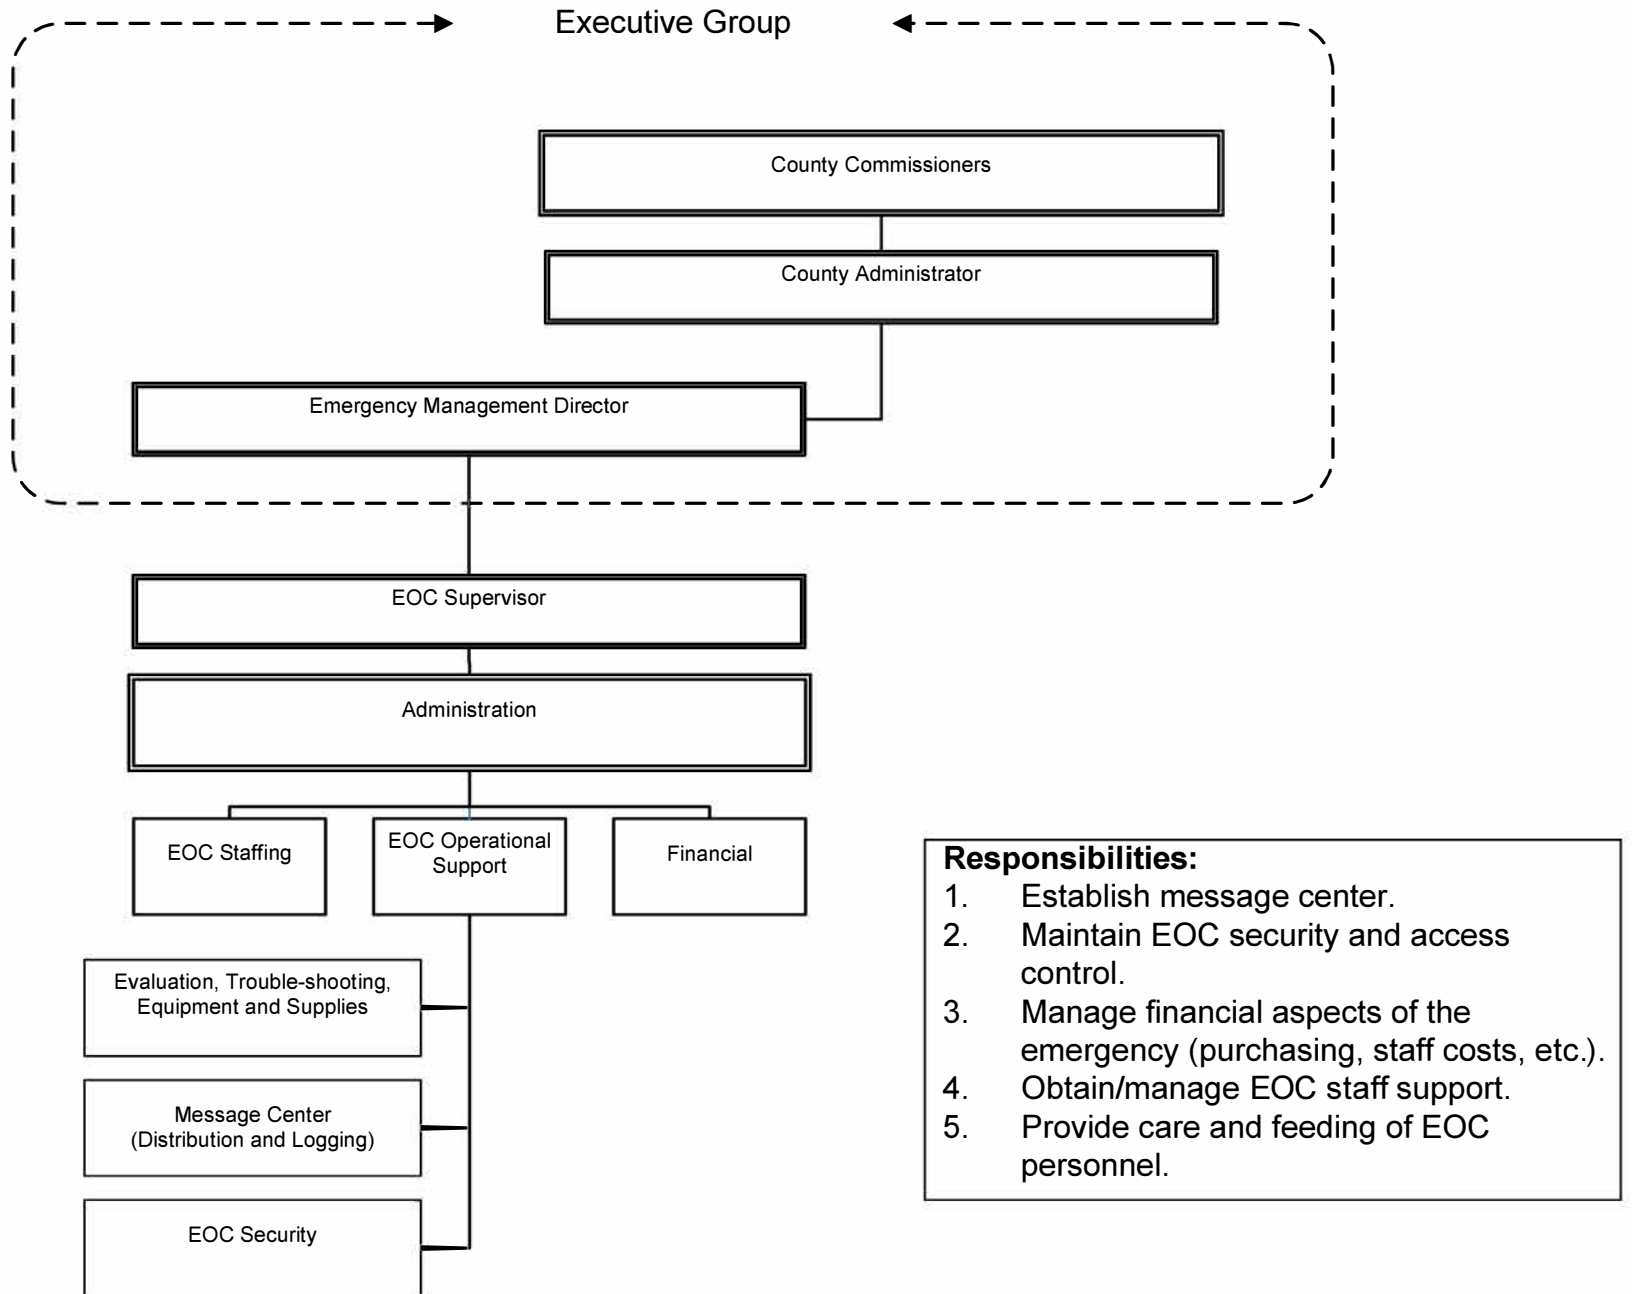 Executive Group
County Commissioners
County Administrator
Emergency Management Director
EOC Supervisor
Administration
EOC Staffing
EOC Operational
Support
Financial
Evaluation, Trouble-shooting,
Equipment and Supplies
Message Center
(Distribution and Logging)
EOC Security
Responsibilities:
1. Establish message center.
2. Maintain EOC security and access
control.
3. Manage financial aspects of the
emergency (purchasing, staff costs, etc.).
4. Obtain/manage EOC staff support.
5. Provide care and feeding of EOC
personnel.